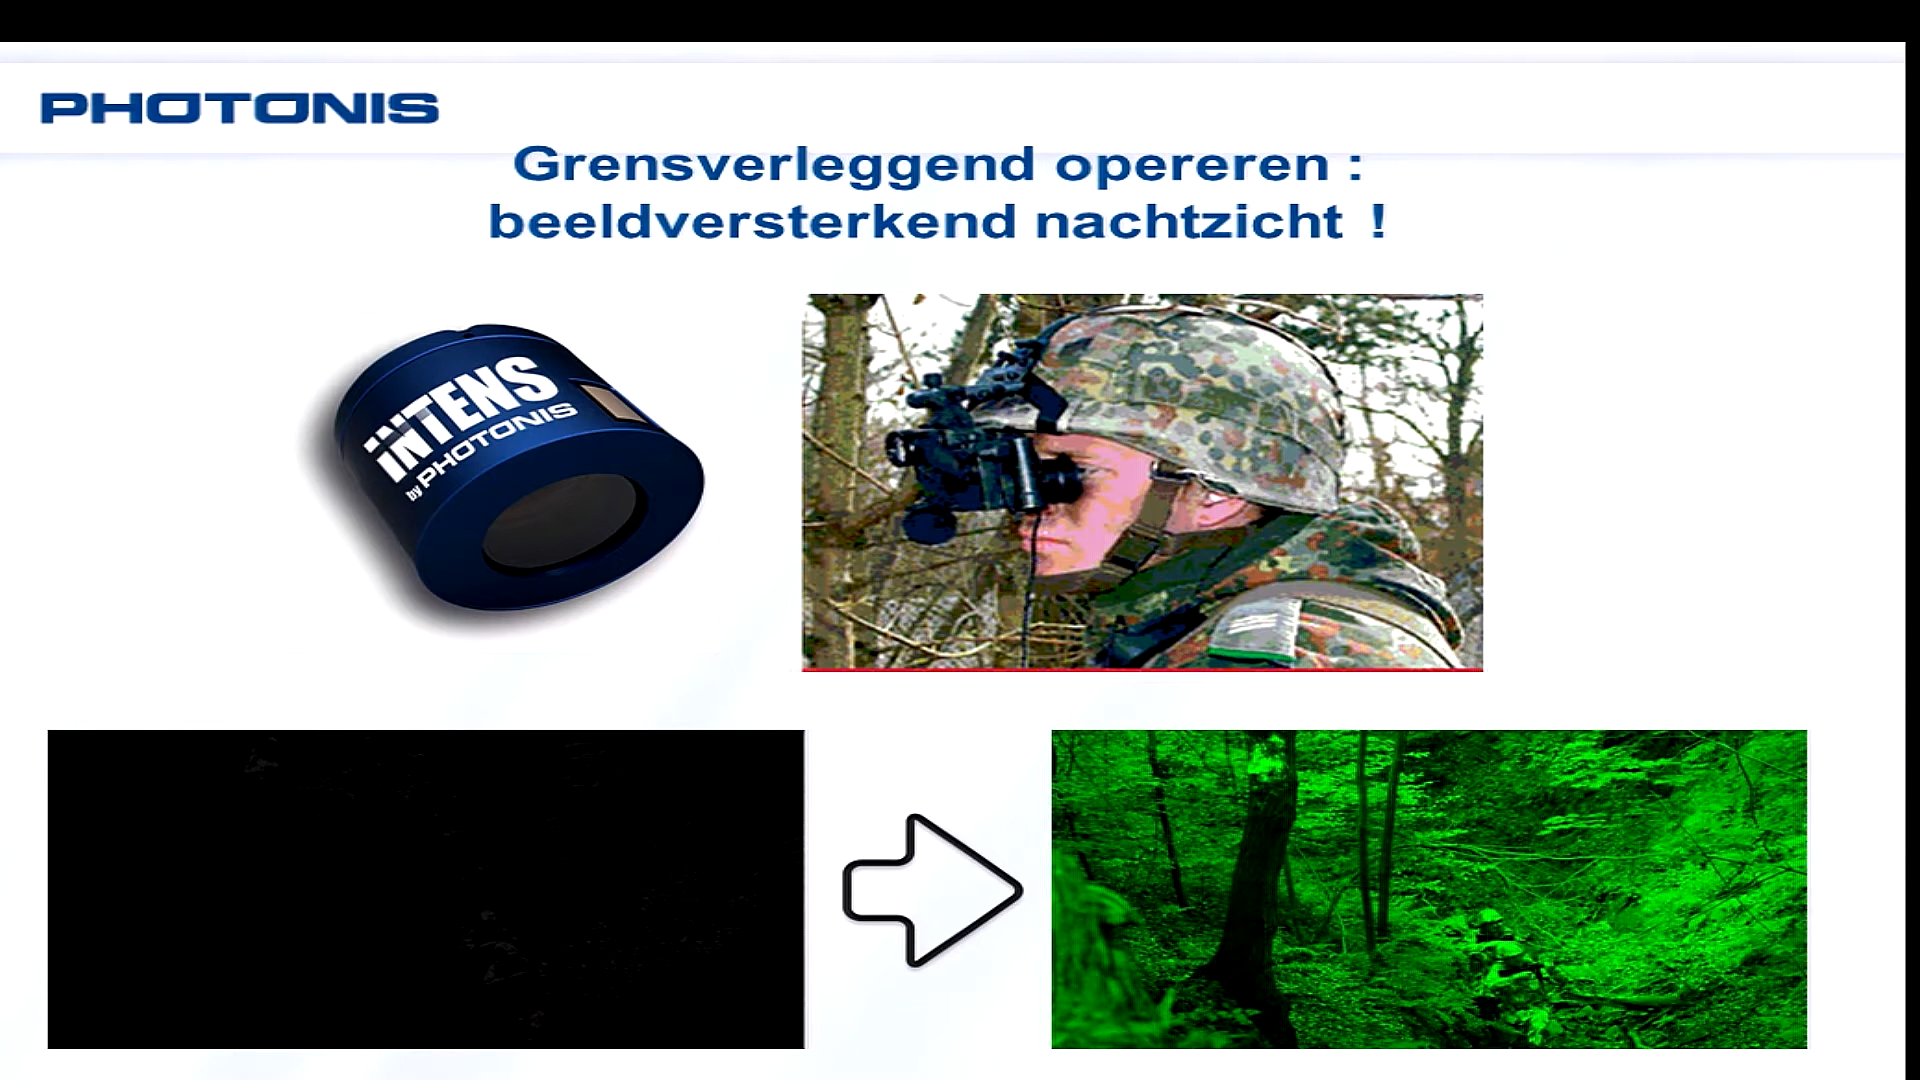 PHOTONIS
Grensverleggend opereren :
beeldversterkend nachtzicht !
iNTENS
by PHOTONIS